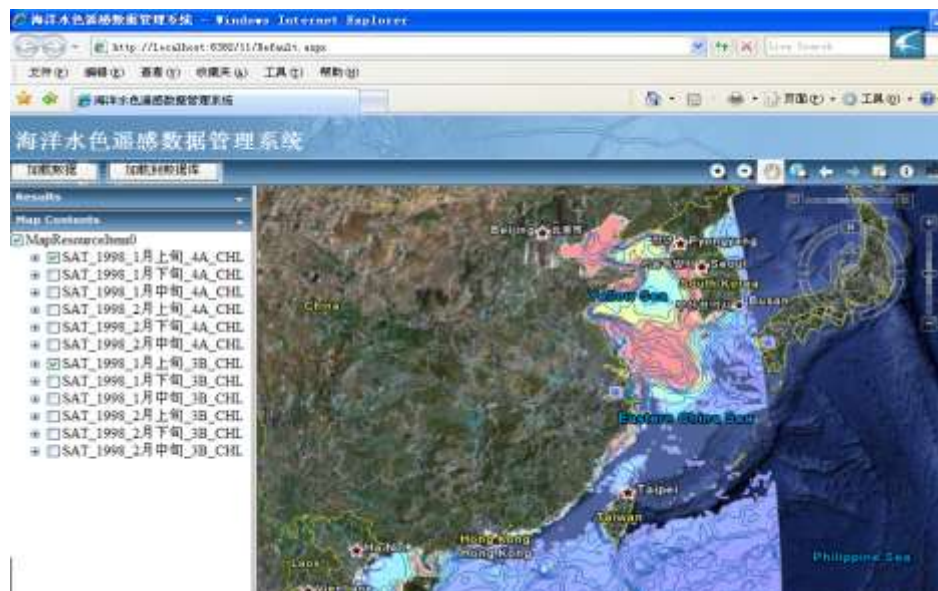 海洋水色遥感数据管理系统 - Windows Internet Explorer
http://localhost:6362/11/Default.aspx
Live Search
文件(F) 编辑(E) 查看(V) 收藏夹(A) 工具(T) 帮助(H)
海洋水色遥感数据管理系统
页面(P) 工具(O)
海洋水色遥感数据管理系统
加载数据 加载到数据库
Results
Map Contents
MapResourceItem0
SAT_1998_1月上旬_4A_CHL
SAT_1998_1月下旬_4A_CHL
SAT_1998_1月中旬_4A_CHL
SAT_1998_2月上旬_4A_CHL
SAT_1998_2月下旬_4A_CHL
SAT_1998_2月中旬_4A_CHL
SAT_1998_1月上旬_3B_CHL
SAT_1998_1月下旬_3B_CHL
SAT_1998_1月中旬_3B_CHL
SAT_1998_2月上旬_3B_CHL
SAT_1998_2月下旬_3B_CHL
SAT_1998_2月中旬_3B_CHL
Beijing 北京市
Pyongyang
Seoul
South Korea
China
Yellow Sea
Busan
Eastern China Sea
Taipei
Taiwan
Hong Kong
Hong Kong
Ha Noi
Laos
Philippine Sea